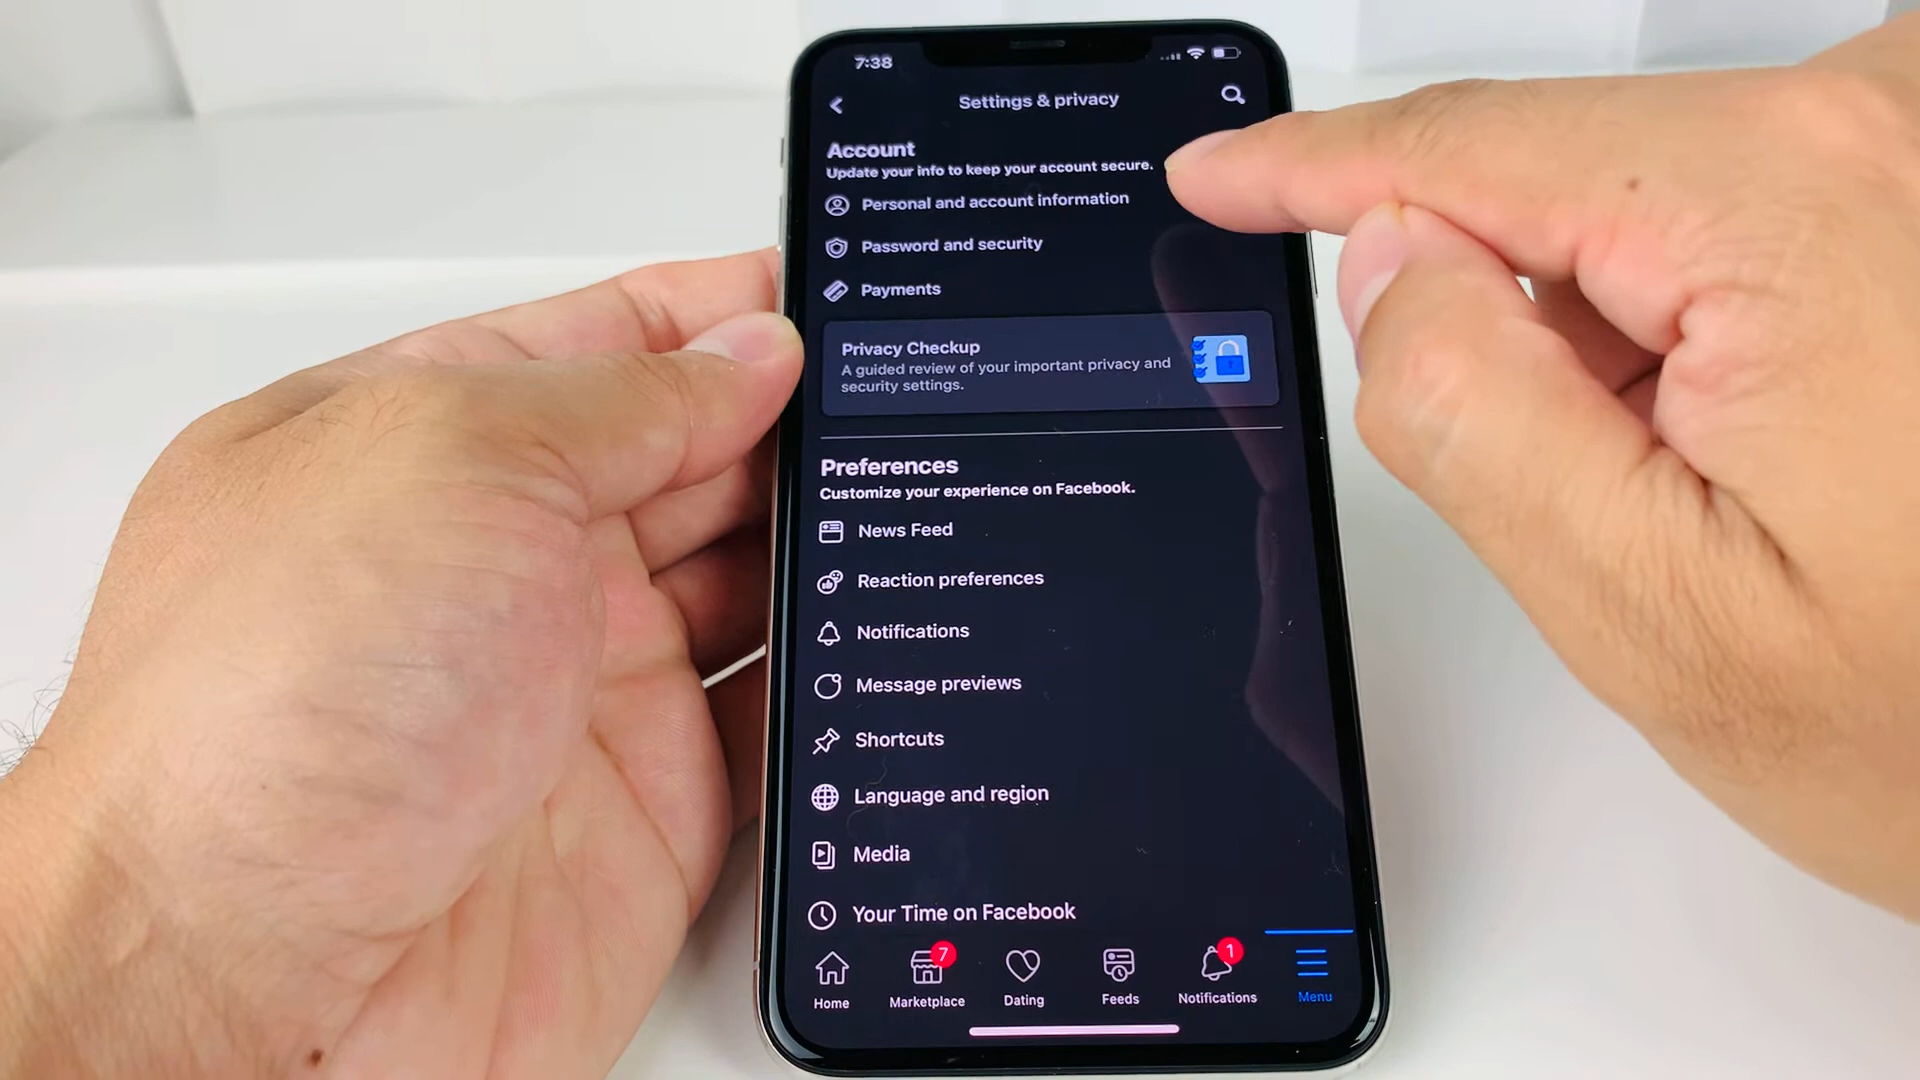 7:38
Settings & privacy
Account
Update your info to keep your account secure.
Personal and account information
Password and security
Payments
Privacy Checkup
A guided review of your important privacy and
security settings.
Preferences
Customize your experience on Facebook.
News Feed
Reaction preferences
Notifications
Message previews
Shortcuts
Language and region
Media
Your Time on Facebook
7
1
Home
Marketplace
Dating
Feeds
Notifications
Menu